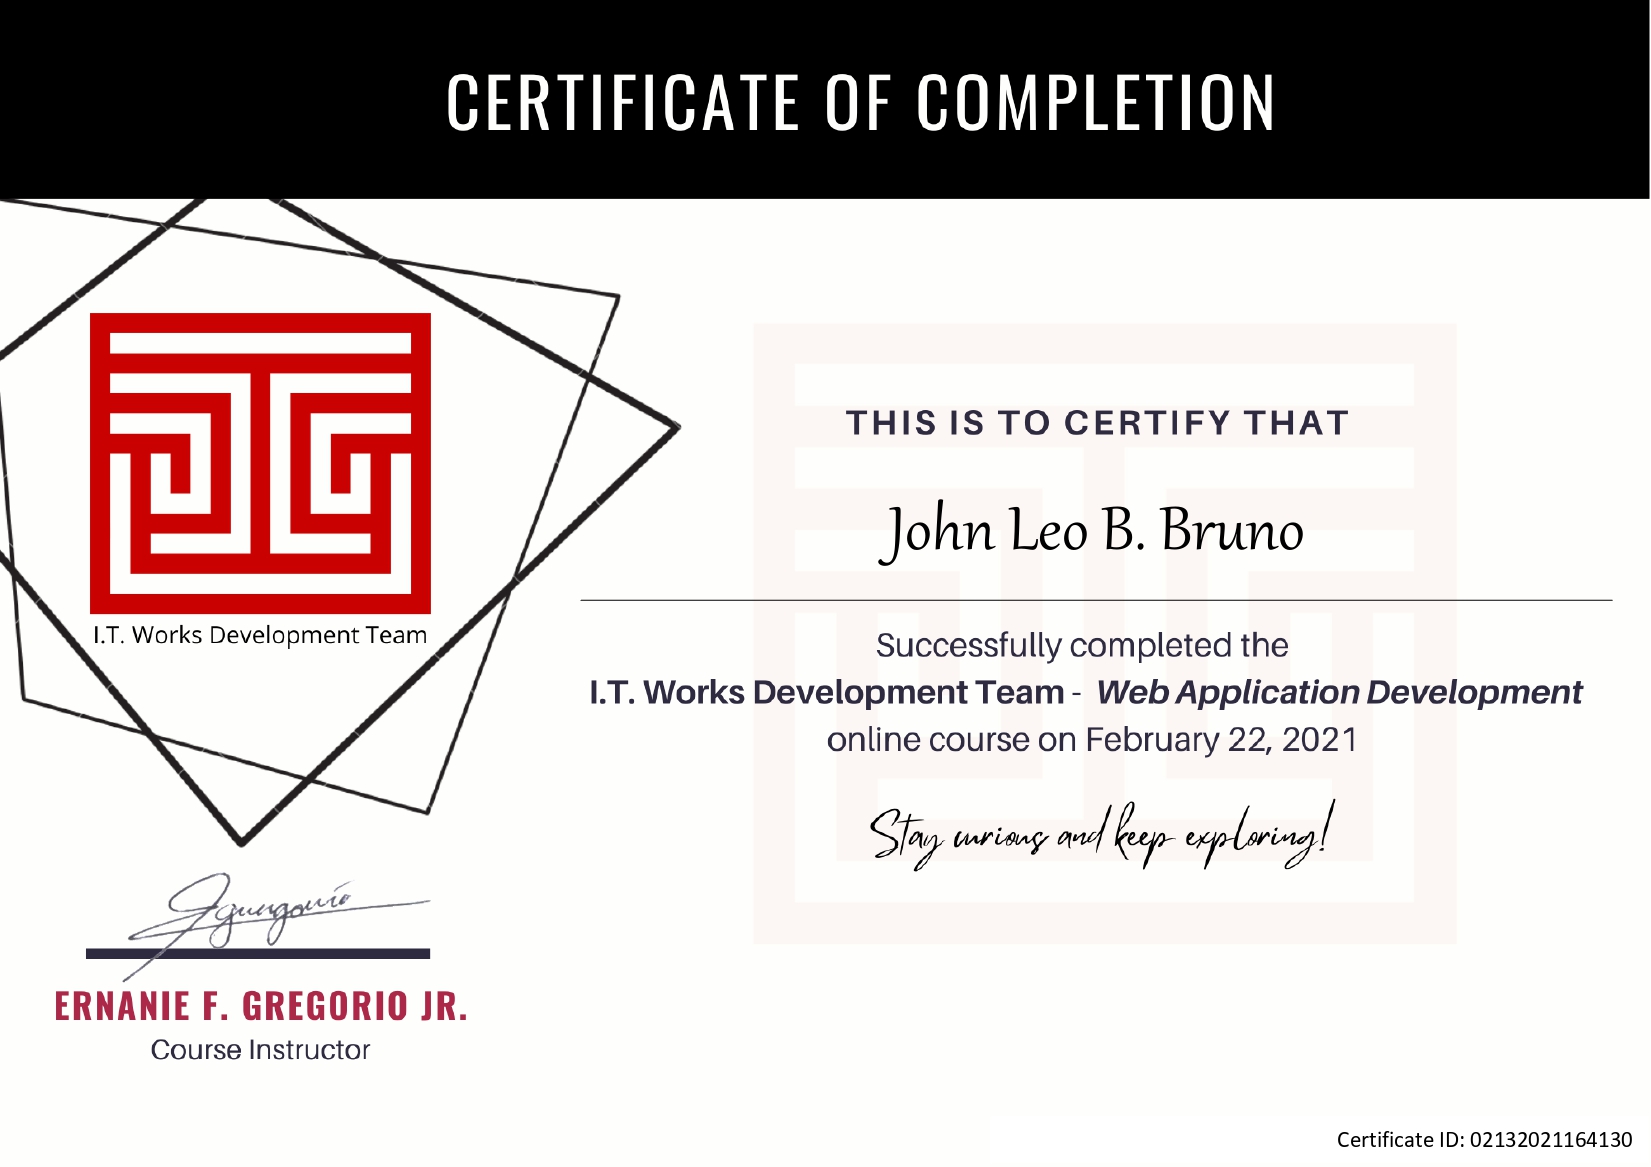 CERTIFICATE OF COMPLETION
I.T. Works Development Team
THIS IS TO CERTIFY THAT
John Leo B. Bruno
Successfully completed the
I.T. Works Development Team - Web Application Development
online course on February 22, 2021
Stay curious and keep exploring!
ERNANIE F. GREGORIO JR.
Course Instructor
Certificate ID: 02132021164130